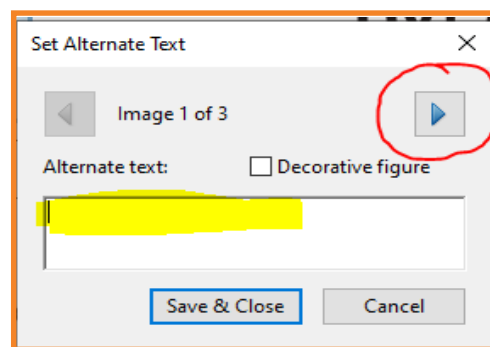 Set Alternate Text
Image 1 of 3
Alternate text: Decorative figure
Save & Close Cancel